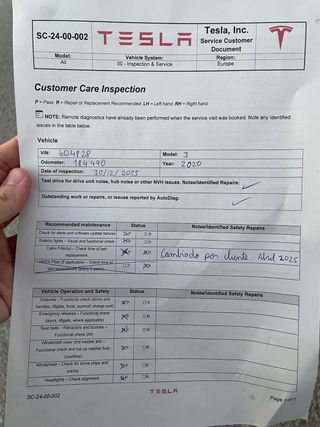 SC-24-00-002
TESLA
Tesla, Inc.
Service Customer
Document
Model:
All
Vehicle System:
00 - Inspection & Service
Region:
Europe
Customer Care Inspection
P = Pass, R = Repair or Replacement Recommended, LH = Left hand, RH = Right hand
NOTE: Remote diagnostics have already been performed when the service visit was booked. Note any identified
issues in the table below.
Vehicle
VIN: 604928
Model: 3
Odometer: 184490
Year: 2020
Date of inspection: 30/12/2025
Test drive for drive unit noise, hub noise or other NVH issues. Notes/Identified Repairs:
Outstanding work or repairs, or issues reported by AutoDiag:
Recommended maintenance
Status
Notes/Identified Safety Repairs
Check for alerts and software update failures
P
R
Exterior lights – Visual and functional check
P
R
Cabin Filter(s) – Check time of last
replacement
P
R
Cambiado por cliente Abril 2025
HEPA Filter (if applicable) – Check time of
last replacement (every 3 years)
P
R
Vehicle Operation and Safety
Status
Notes/Identified Safety Repairs
Closures – Functional check (doors and
handles, liftgate, frunk, sunroof, charge port)
P
R
Emergency release – Functional check
(doors, liftgate, where applicable)
P
R
Seat belts – Retractors and buckles –
Functional check (All)
P
R
Windshield wiper and washer jets –
Functional check and top up washer fluid
(courtesy)
P
R
Windshield – Check for stone chips and
cracks
P
R
Headlights – Check alignment
P
R
SC-24-00-002
TESLA
Page 1 of